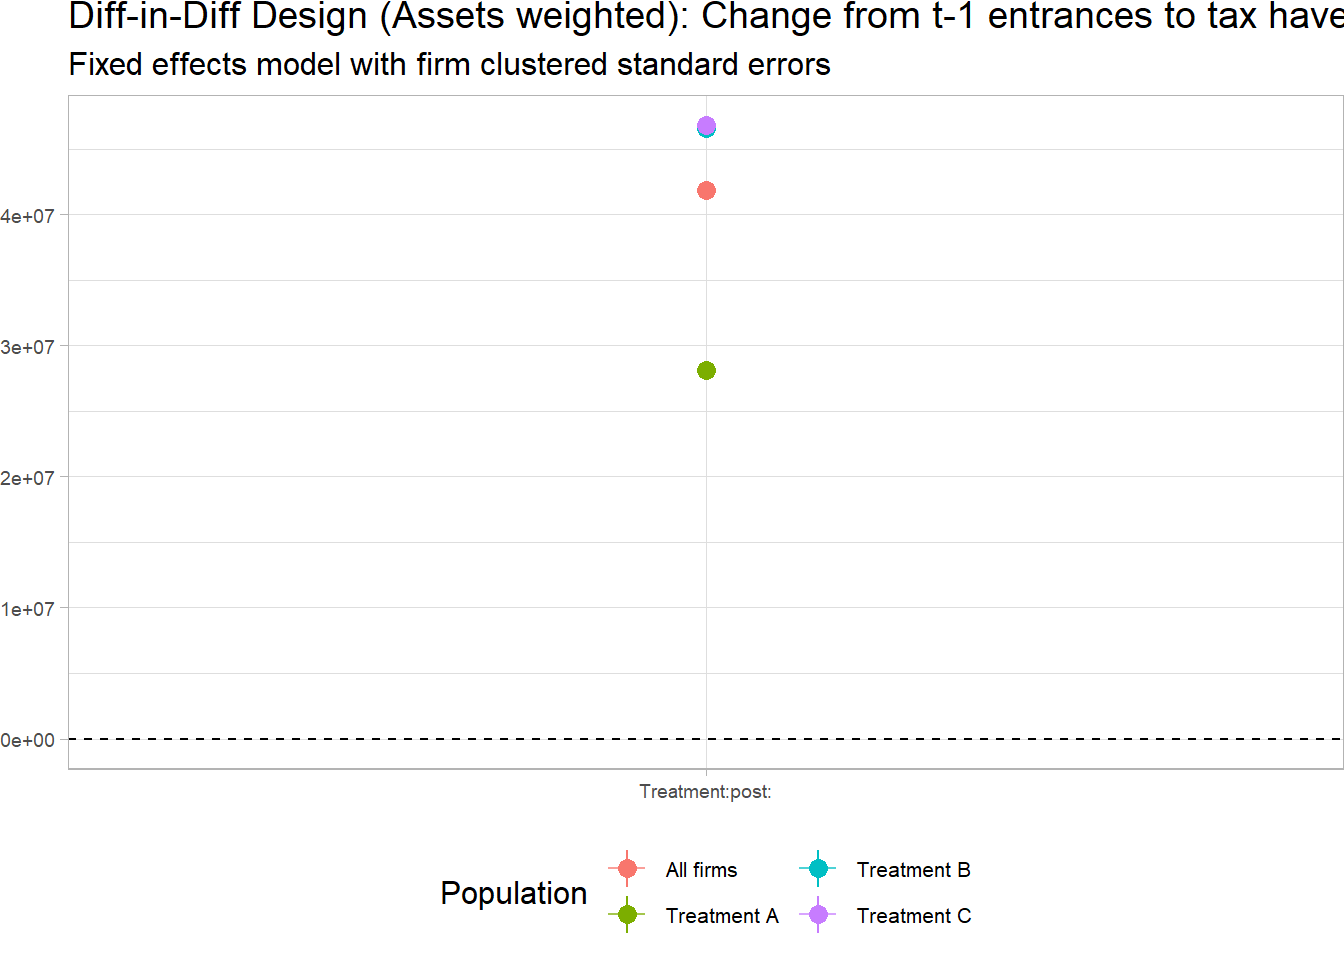 Diff-in-Diff Design (Assets weighted): Change from t-1 entrances to tax have
Fixed effects model with firm clustered standard errors
4e+07
3e+07
2e+07
1e+07
0e+00
Treatment:post:
Population
All firms
Treatment B
Treatment A
Treatment C